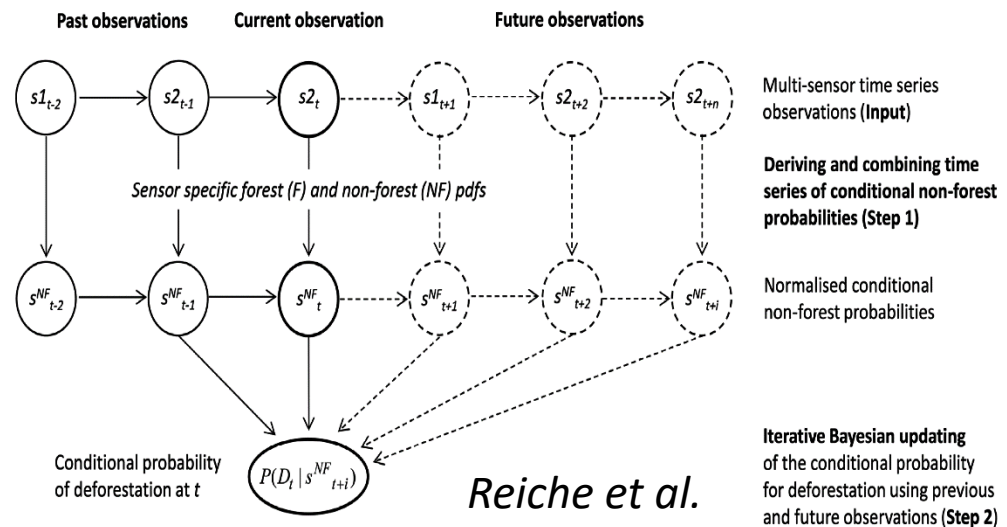 Past observations Current observation Future observations
s1t-2 s2t-1 s2t s1t+1 s2t+2 s2t+n
Multi-sensor time series
observations (Input)
Sensor specific forest (F) and non-forest (NF) pdfs
Deriving and combining time
series of conditional non-forest
probabilities (Step 1)
sNFt-2 sNFt-1 sNFt sNFt+1 sNFt+2 sNFt+i
Normalised conditional
non-forest probabilities
Conditional probability
of deforestation at t
P(Dt | sNFt+i)
Reiche et al.
Iterative Bayesian updating
of the conditional probability
for deforestation using previous
and future observations (Step 2)